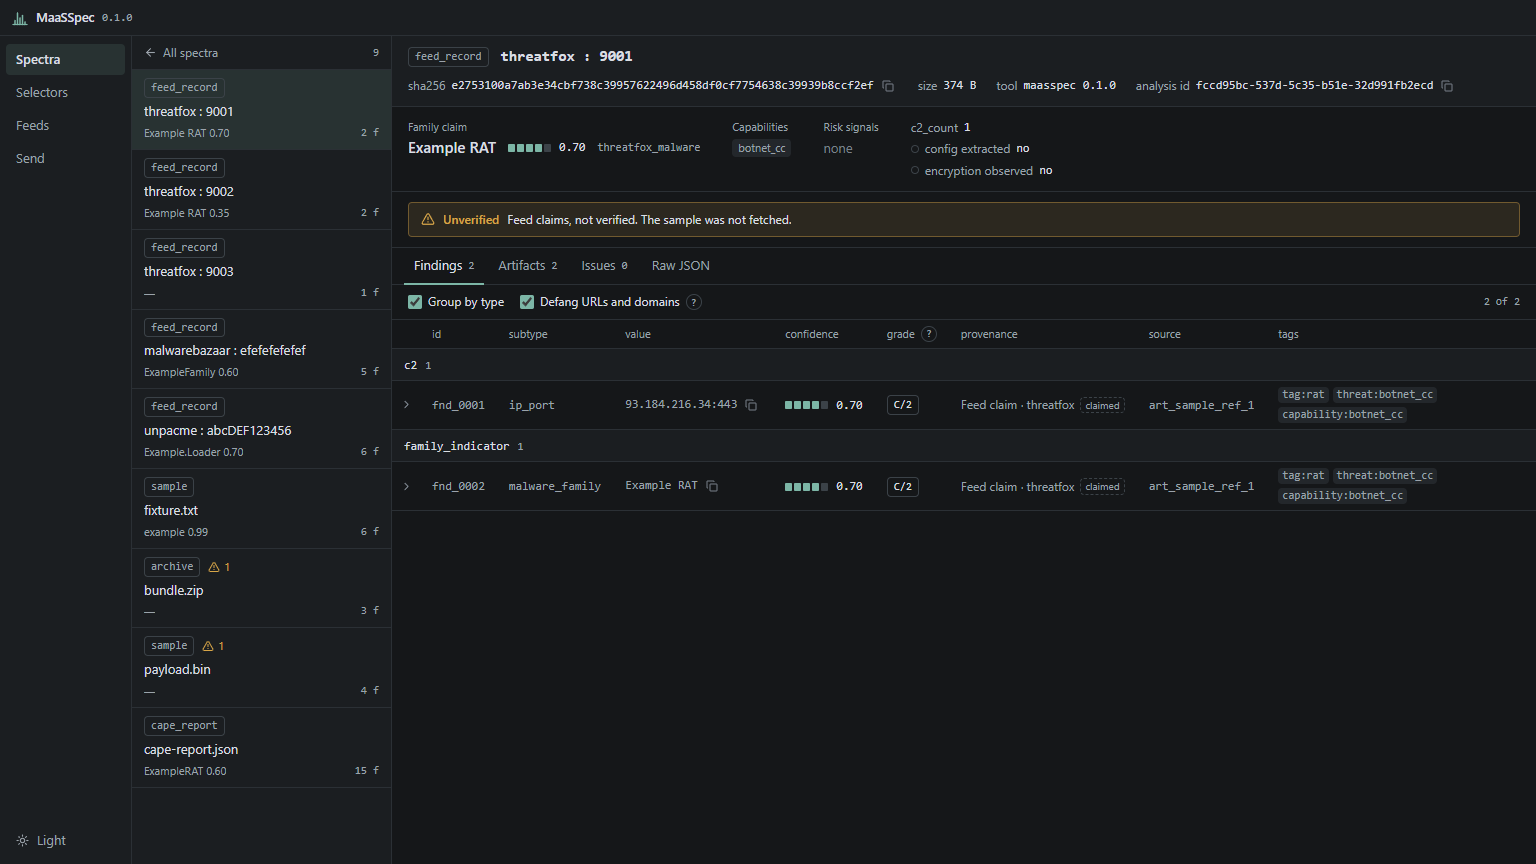 MaaSSpec 0.1.0
Spectra
Selectors
Feeds
Send
Light
All spectra 9
feed_record
threatfox : 9001
Example RAT 0.70 2 f
feed_record
threatfox : 9002
Example RAT 0.35 2 f
feed_record
threatfox : 9003
— 1 f
feed_record
malwarebazaar : efefefefefef
ExampleFamily 0.60 5 f
feed_record
unpacme : abcDEF123456
Example.Loader 0.70 6 f
sample
fixture.txt
example 0.99 6 f
archive 1
bundle.zip
— 3 f
sample 1
payload.bin
— 4 f
cape_report
cape-report.json
ExampleRAT 0.60 15 f
feed_record threatfox : 9001
sha256 e2753100a7ab3e34cbf738c39957622496d458df0cf7754638c39939b8ccf2ef size 374 B tool maasspec 0.1.0 analysis id fccd95bc-537d-5c35-b51e-32d991fb2ecd
Family claim
Example RAT 0.70 threatfox_malware
Capabilities
botnet_cc
Risk signals
none
c2_count 1
config extracted no
encryption observed no
Unverified Feed claims, not verified. The sample was not fetched.
Findings 2 Artifacts 2 Issues 0 Raw JSON
Group by type Defang URLs and domains ? 2 of 2
id subtype value confidence grade ? provenance source tags
c2 1
fnd_0001 ip_port 93.184.216.34:443 0.70 C/2 Feed claim · threatfox claimed art_sample_ref_1 tag:rat threat:botnet_cc
capability:botnet_cc
family_indicator 1
fnd_0002 malware_family Example RAT 0.70 C/2 Feed claim · threatfox claimed art_sample_ref_1 tag:rat threat:botnet_cc
capability:botnet_cc